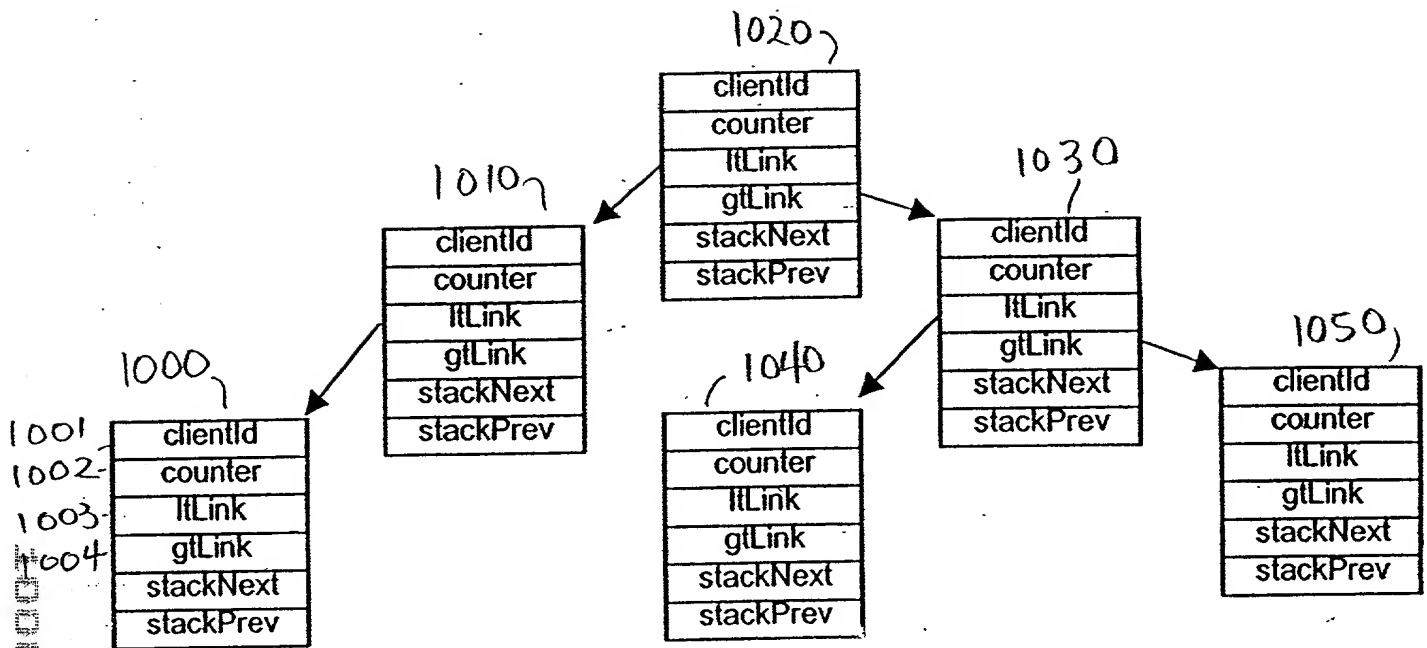 1020
clientId
counter
ltLink
gtLink
stackNext
stackPrev
1010
clientId
counter
ltLink
gtLink
stackNext
stackPrev
1030
clientId
counter
ltLink
gtLink
stackNext
stackPrev
1000
1001 clientId
1002 counter
1003 ltLink
1004 gtLink
stackNext
stackPrev
1040
clientId
counter
ltLink
gtLink
stackNext
stackPrev
1050
clientId
counter
ltLink
gtLink
stackNext
stackPrev